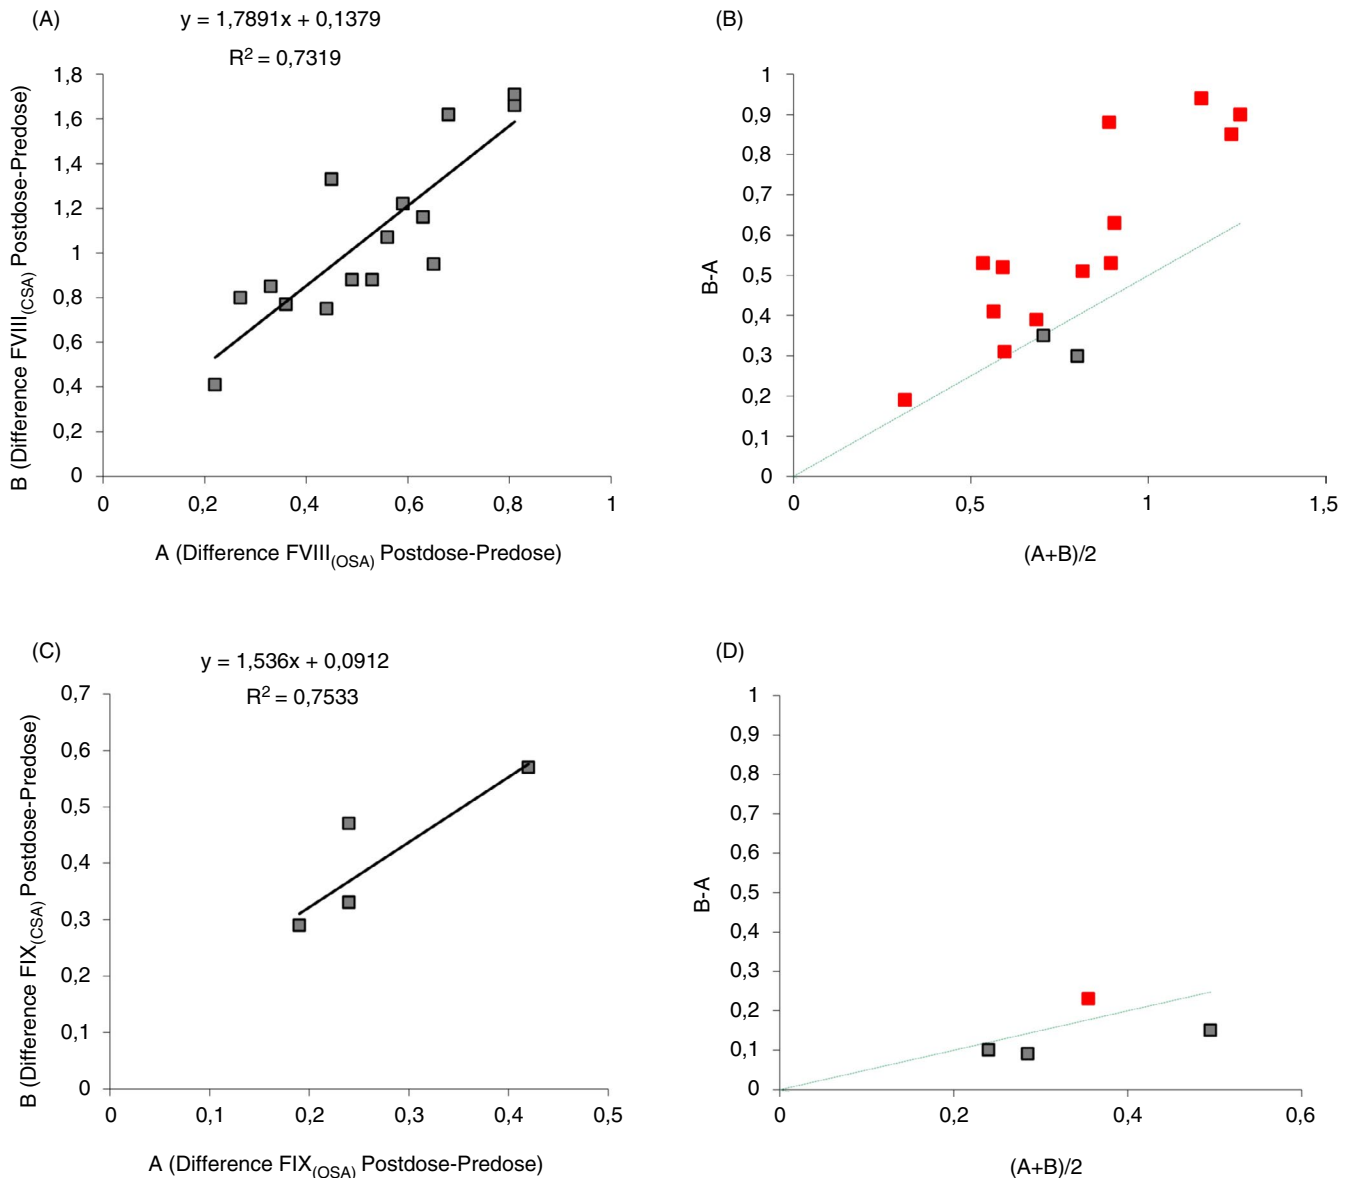 (A)
y = 1,7891x + 0,1379
R2 = 0,7319
1,8
1,6
1,4
1,2
1
0,8
0,6
0,4
0,2
0
B (Difference FVIII(CSA) Postdose-Predose)
0 0,2 0,4 0,6 0,8 1
A (Difference FVIII(OSA) Postdose-Predose)
(B)
1
0,9
0,8
0,7
0,6
0,5
0,4
0,3
0,2
0,1
0
B-A
0 0,5 1 1,5
(A+B)/2
(C)
y = 1,536x + 0,0912
R2 = 0,7533
0,7
0,6
0,5
0,4
0,3
0,2
0,1
0
B (Difference FIX(CSA) Postdose-Predose)
0 0,1 0,2 0,3 0,4 0,5
A (Difference FIX(OSA) Postdose-Predose)
(D)
1
0,9
0,8
0,7
0,6
0,5
0,4
0,3
0,2
0,1
0
B-A
0 0,2 0,4 0,6
(A+B)/2